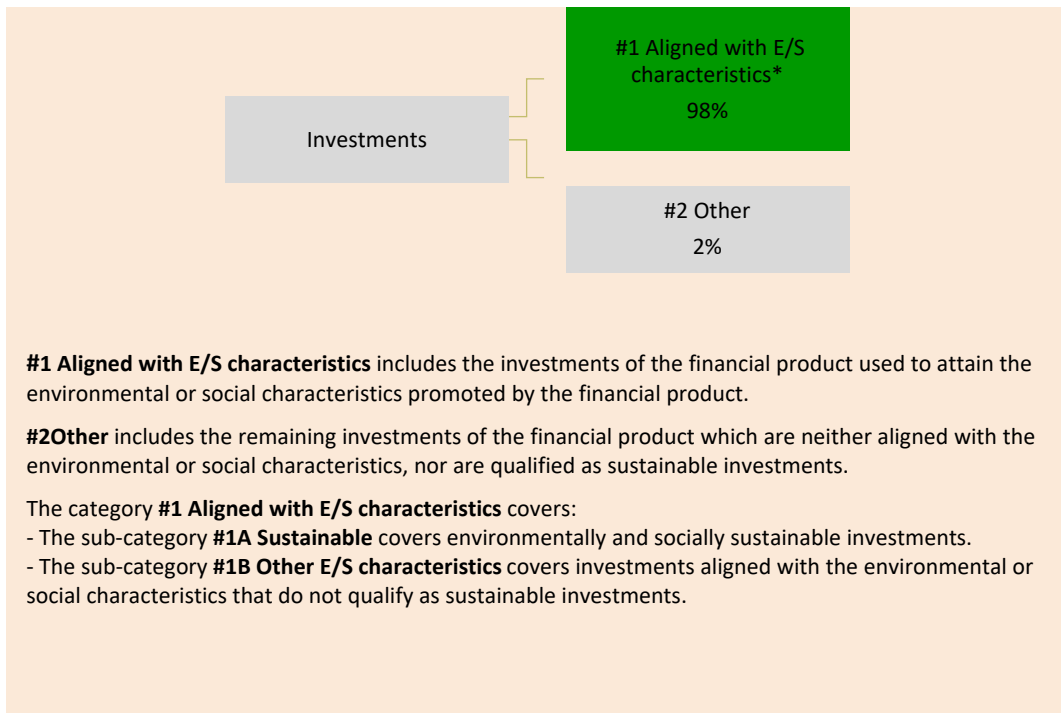 #1 Aligned with E/S
characteristics*
98%
Investments
#2 Other
2%
#1 Aligned with E/S characteristics includes the investments of the financial product used to attain the
environmental or social characteristics promoted by the financial product.
#2Other includes the remaining investments of the financial product which are neither aligned with the
environmental or social characteristics, nor are qualified as sustainable investments.
The category #1 Aligned with E/S characteristics covers:
- The sub-category #1A Sustainable covers environmentally and socially sustainable investments.
- The sub-category #1B Other E/S characteristics covers investments aligned with the environmental or
social characteristics that do not qualify as sustainable investments.